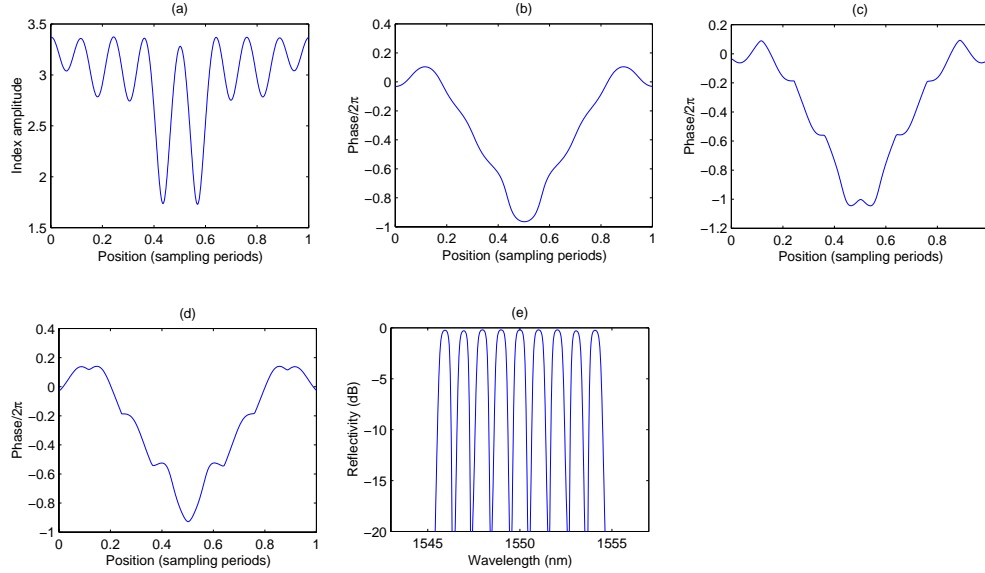 (a)
3.5
3
2.5
2
1.5
Index amplitude
0 0.2 0.4 0.6 0.8 1
Position (sampling periods)
(b)
0.4
0.2
0
−0.2
−0.4
−0.6
−0.8
−1
Phase/2π
0 0.2 0.4 0.6 0.8 1
Position (sampling periods)
(c)
0.4
0.2
0
−0.2
−0.4
−0.6
−0.8
−1
−1.2
Phase/2π
0 0.2 0.4 0.6 0.8
Position (sampling periods)
(d)
0.4
0.2
0
−0.2
−0.4
−0.6
−0.8
−1
Phase/2π
0 0.2 0.4 0.6 0.8 1
Position (sampling periods)
(e)
0
−5
−10
−15
−20
Reflectivity (dB)
1545 1550 1555
Wavelength (nm)